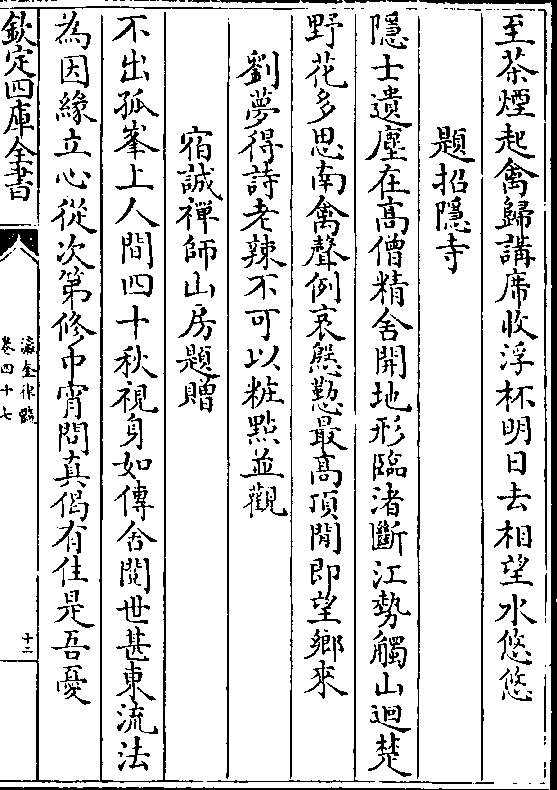 至茶煙起禽歸講席收浮杯明日去相望水悠悠
題招隱寺
隱士遺塵在高僧精舍開地形臨渚斷江勢觸山迴楚
野花多思南禽聲例哀慇懃最高頂閒即望鄉來
劉夢得詩老辣不可以粧點並觀
宿誠禪師山房題贈
不出孤峯上人間四十秋視身如傳舍閱世甚東流法
為因緣立心從次第修中宵問真偈有住是吾憂
欽定四庫全書
瀛奎律髓
卷四十七
十二